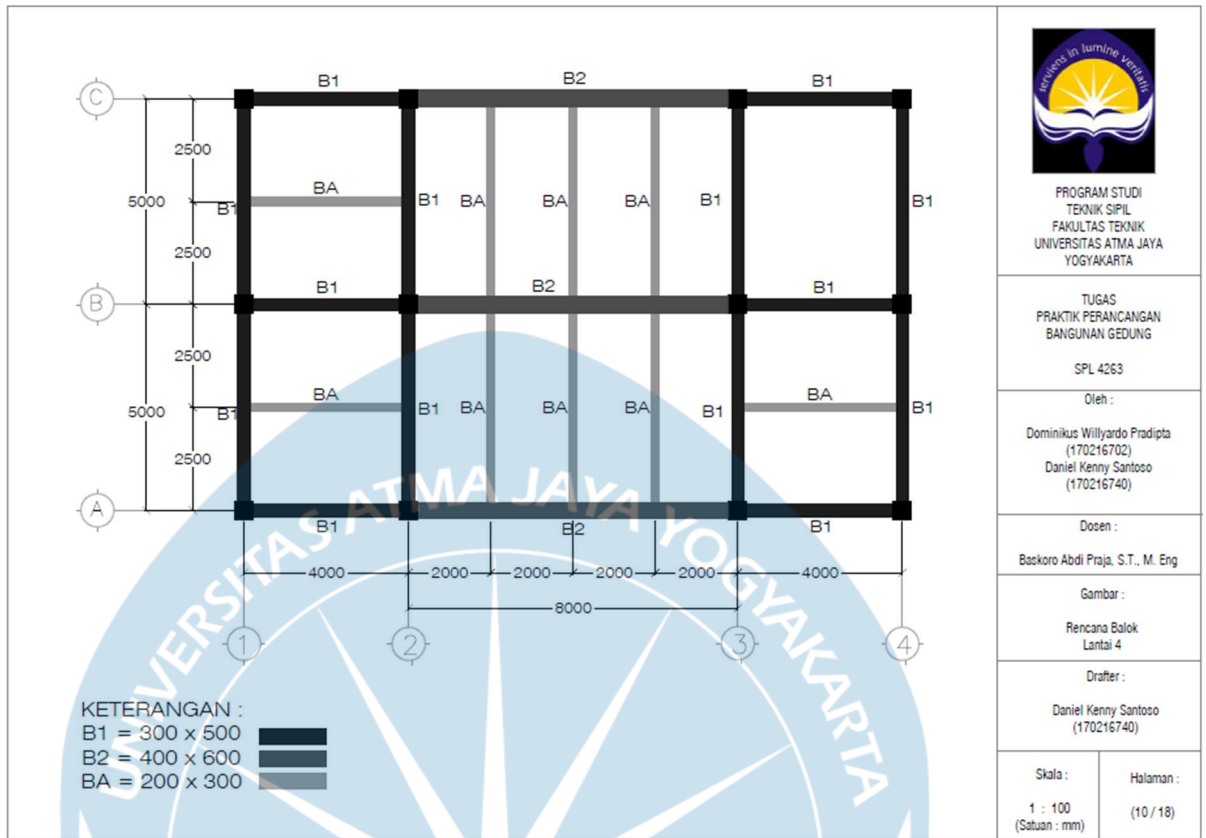 B1
B2
B1
C
2500
5000
BA
B1
B1
BA
BA
BA
B1
B1
2500
B1
B2
B1
B
2500
5000
BA
B1
B1
BA
BA
BA
B1
BA
B1
2500
A
B1
B2
B1
4000
2000
2000
2000
2000
4000
8000
1
2
3
4
KETERANGAN :
B1 = 300 x 500
B2 = 400 x 600
BA = 200 x 300
UNIVERSITAS ATMA JAYA YOGYAKARTA
serviens in lumine veritatis
PROGRAM STUDI
TEKNIK SIPIL
FAKULTAS TEKNIK
UNIVERSITAS ATMA JAYA
YOGYAKARTA
TUGAS
PRAKTIK PERANCANGAN
BANGUNAN GEDUNG
SPL 4263
Oleh :
Dominikus Willyardo Pradipta
(170216702)
Daniel Kenny Santoso
(170216740)
Dosen :
Baskoro Abdi Praja, S.T., M. Eng
Gambar :
Rencana Balok
Lantai 4
Drafter :
Daniel Kenny Santoso
(170216740)
Skala :
1 : 100
(Satuan : mm)
Halaman :
(10 / 18)